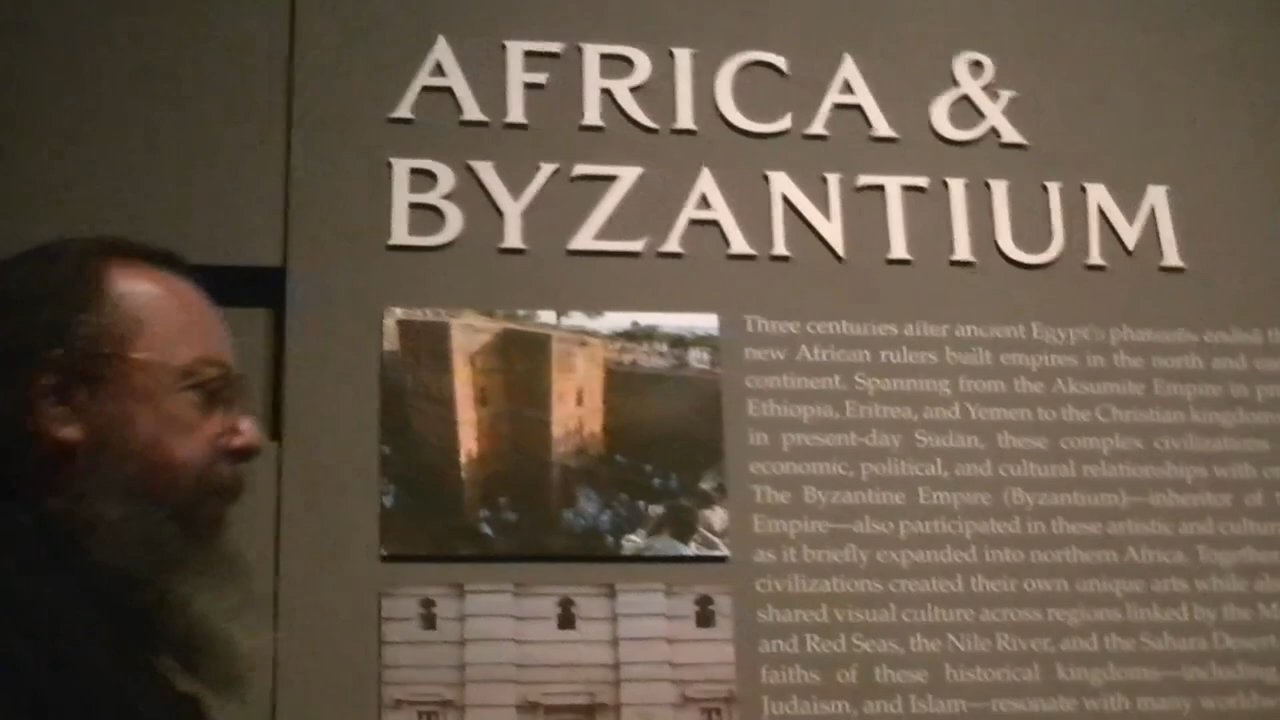 AFRICA &
BYZANTIUM
Three centuries after ancient Egypt's pharaohs ended
new African rulers built empires in the north and
continent. Spanning from the Aksumite Empire in
Ethiopia, Eritrea, and Yemen to the Christian kingdom
in present-day Sudan, these complex civilizations
economic, political, and cultural relationships with
The Byzantine Empire (Byzantium)—inheritor of
Empire—also participated in these artistic and
as it briefly expanded into northern Africa. Together
civilizations created their own unique arts while
shared visual culture across regions linked by the M
and Red Seas, the Nile River, and the Sahara Desert
faiths of these historical kingdoms—including
Judaism, and Islam—resonate with many